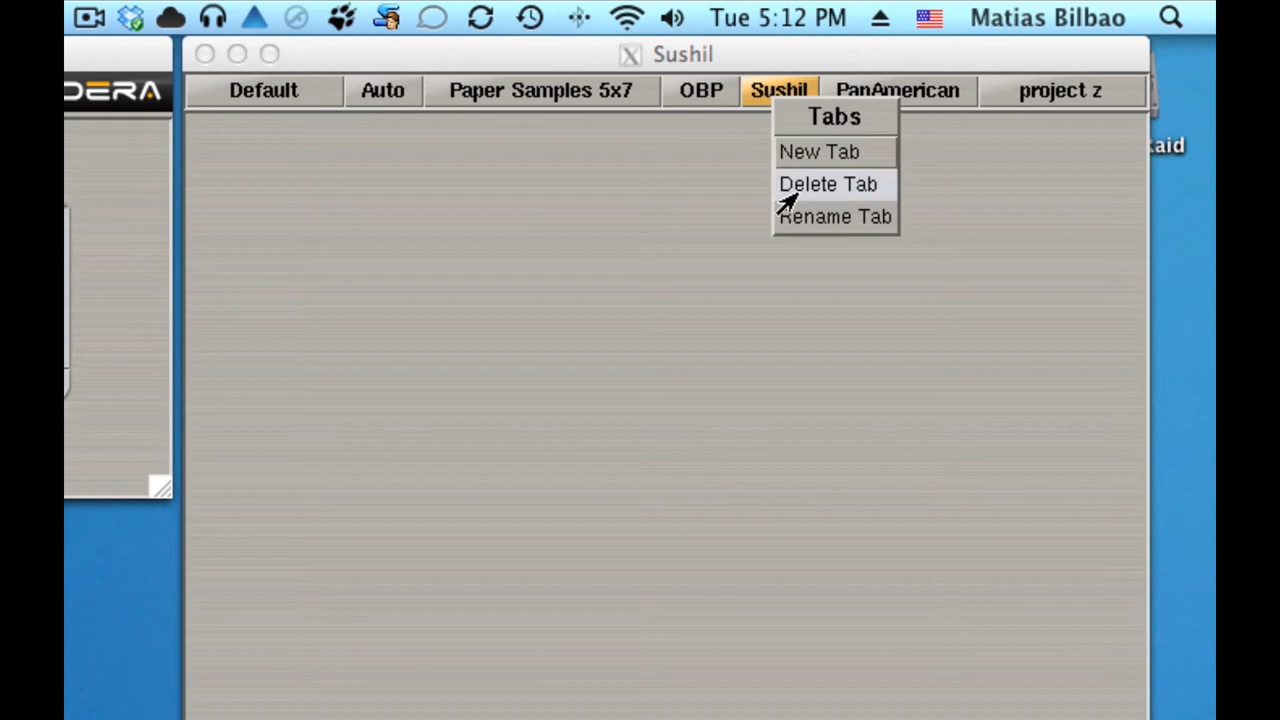 Tue 5:12 PM Matias Bilbao
Sushil
DERA
Default Auto Paper Samples 5x7 OBP Sushil PanAmerican project z
Tabs
New Tab
Delete Tab
Rename Tab
aid